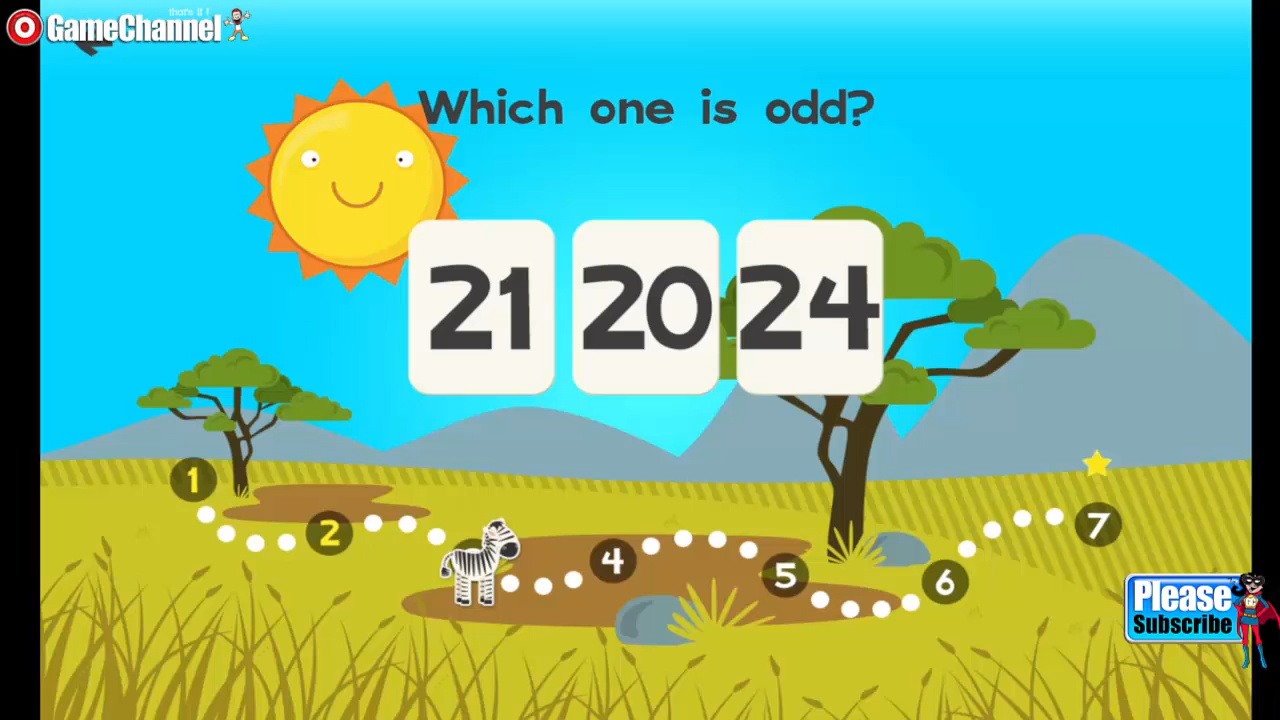 that's it !
GameChannel
Which one is odd?
21 20 24
1
2
4
5
6
7
Please
Subscribe